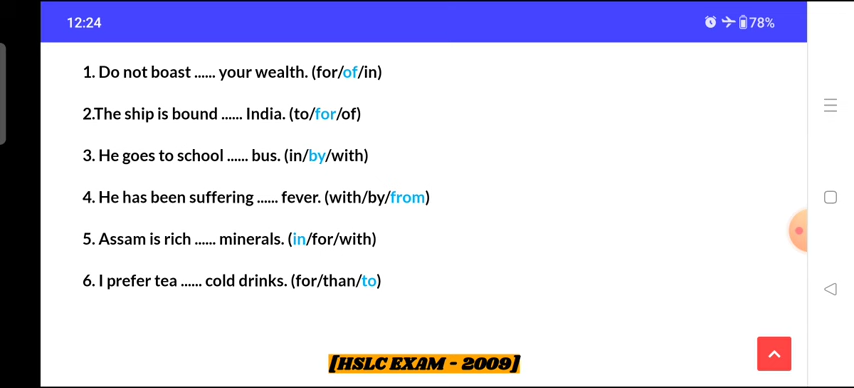 12:24
78%
1. Do not boast ...... your wealth. (for/of/in)
2.The ship is bound ...... India. (to/for/of)
3. He goes to school ...... bus. (in/by/with)
4. He has been suffering ...... fever. (with/by/from)
5. Assam is rich ...... minerals. (in/for/with)
6. I prefer tea ...... cold drinks. (for/than/to)
[HSLC EXAM - 2009]